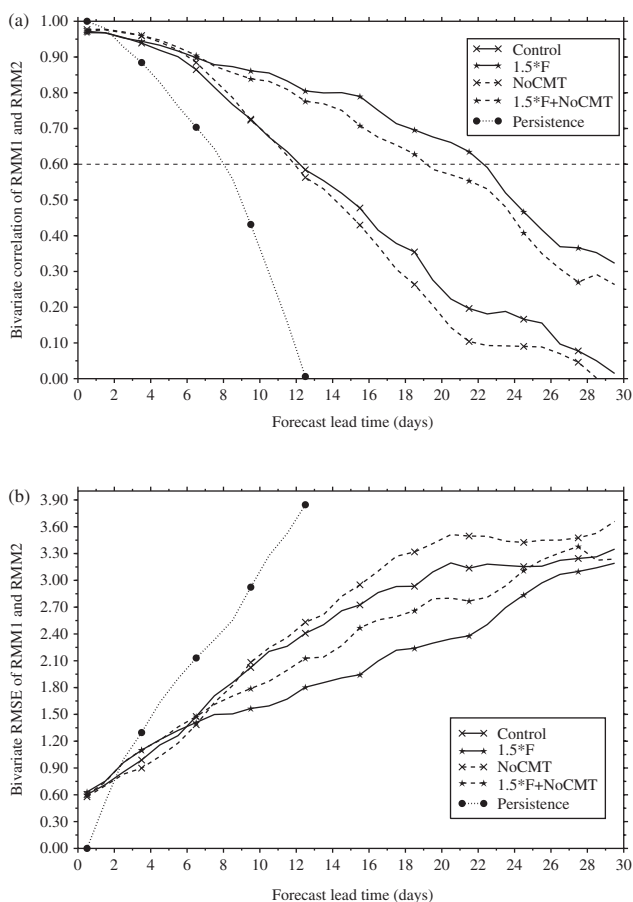 (a)
1.00
0.90
0.80
0.70
0.60
0.50
0.40
0.30
0.20
0.10
0.00
Bivariate correlation of RMM1 and RMM2
Control
1.5*F
NoCMT
1.5*F+NoCMT
Persistence
0 2 4 6 8 10 12 14 16 18 20 22 24 26 28 30
Forecast lead time (days)
(b)
3.90
3.60
3.30
3.00
2.70
2.40
2.10
1.80
1.50
1.20
0.90
0.60
0.30
0.00
Bivariate RMSE of RMM1 and RMM2
Control
1.5*F
NoCMT
1.5*F+NoCMT
Persistence
0 2 4 6 8 10 12 14 16 18 20 22 24 26 28 30
Forecast lead time (days)